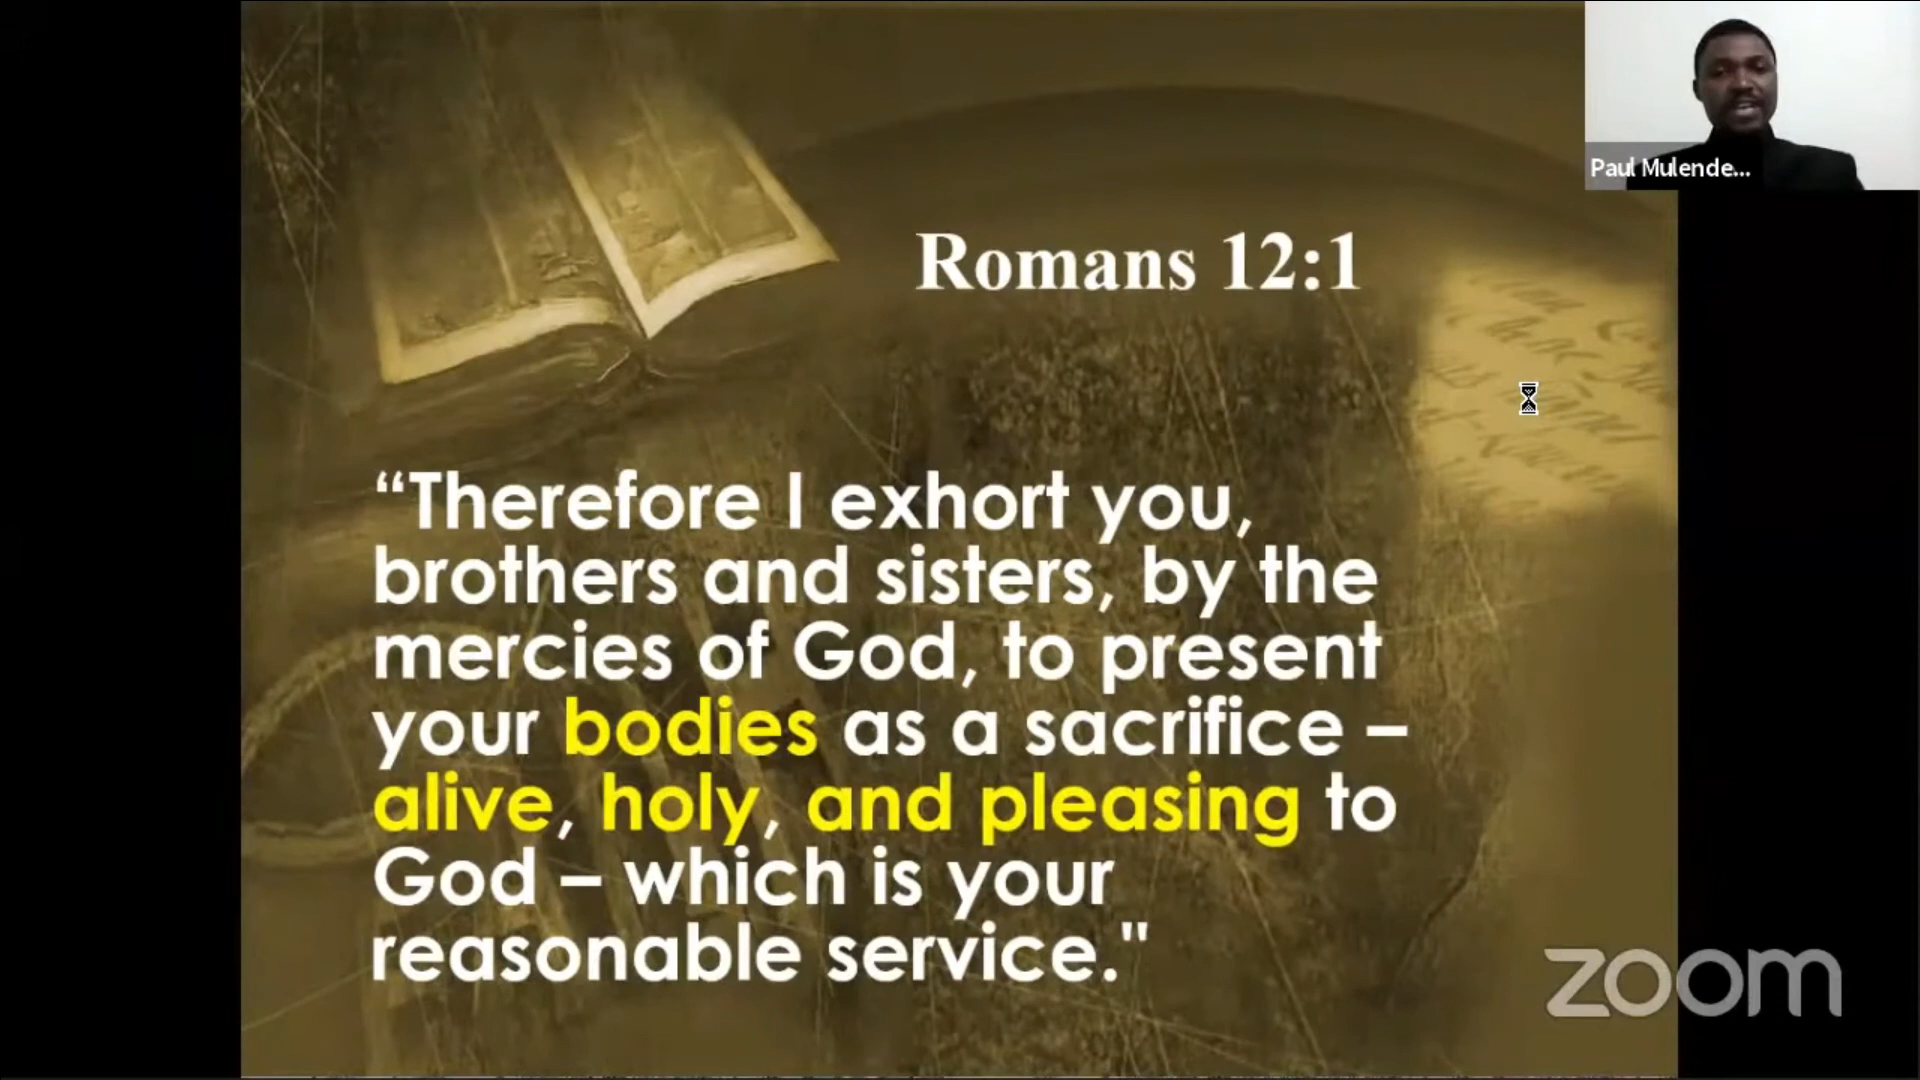 Paul Mulende...
Romans 12:1
“Therefore I exhort you,
brothers and sisters, by the
mercies of God, to present
your bodies as a sacrifice –
alive, holy, and pleasing to
God – which is your
reasonable service."
zoom